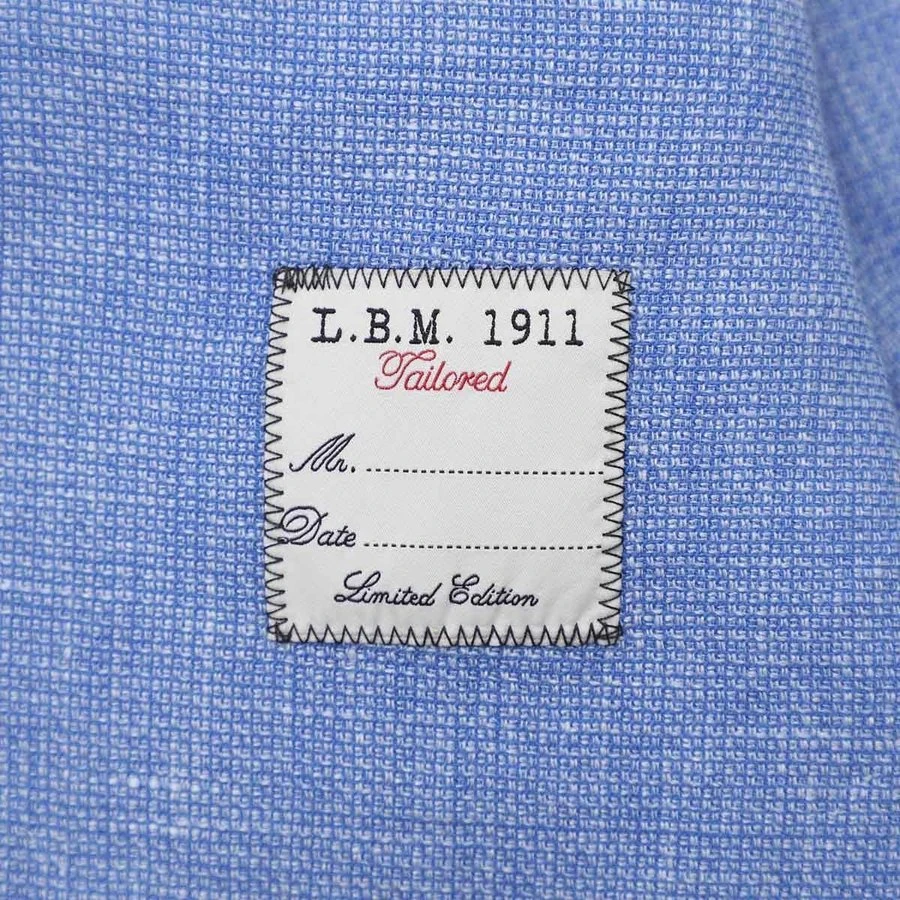 L.B.M. 1911
Tailored
Mr. ........................................
Date ........................................
Limited Edition